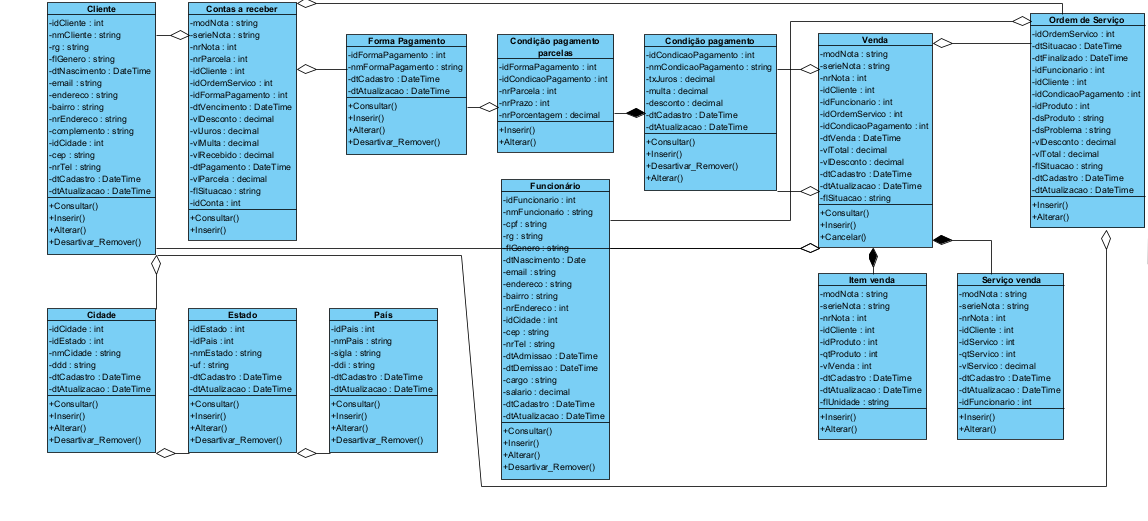 Cliente
-idCliente : int
-nmCliente : string
-rg : string
-flGenero : string
-dtNascimento : DateTime
-email : string
-endereco : string
-bairro : string
-nrEndereco : string
-complemento : string
-idCidade : int
-cep : string
-nrTel : string
-dtCadastro : DateTime
-dtAtualizacao : DateTime
+Consultar()
+Inserir()
+Alterar()
+Desartivar_Remover()
Contas a receber
-modNota : string
-serieNota : string
-nrNota : int
-nrParcela : int
-idCliente : int
-idOrdemServico : int
-idFormaPagamento : int
-dtVencimento : DateTime
-vlDesconto : decimal
-vlJuros : decimal
-vlMulta : decimal
-vlRecebido : decimal
-dtPagamento : DateTime
-vlParcela : decimal
-flSituacao : string
-idConta : int
+Consultar()
+Inserir()
Forma Pagamento
-idFormaPagamento : int
-nmFormaPagamento : string
-dtCadastro : DateTime
-dtAtualizacao : DateTime
+Consultar()
+Inserir()
+Alterar()
+Desartivar_Remover()
Condição pagamento
parcelas
-idFormaPagamento : int
-idCondicaoPagamento : int
-nrParcela : int
-nrPrazo : int
-nrPorcentagem : decimal
+Inserir()
+Alterar()
Condição pagamento
-idCondicaoPagamento : int
-nmCondicaoPagamento : string
-txJuros : decimal
-multa : decimal
-desconto : decimal
-dtCadastro : DateTime
-dtAtualizacao : DateTime
+Consultar()
+Inserir()
+Desartivar_Remover()
+Alterar()
Venda
-modNota : string
-serieNota : string
-nrNota : int
-idCliente : int
-idFuncionario : int
-idOrdemServico : int
-idCondicaoPagamento : int
-dtVenda : DateTime
-vlTotal : decimal
-vlDesconto : decimal
-dtCadastro : DateTime
-dtAtualizacao : DateTime
-flSituacao : string
+Consultar()
+Inserir()
+Cancelar()
Ordem de Serviço
-idOrdemServico : int
-dtSituacao : DateTime
-dtFinalizado : DateTime
-idFuncionario : int
-idCliente : int
-idCondicaoPagamento : int
-idProduto : int
-dsProduto : string
-dsProblema : string
-vlDesconto : decimal
-vlTotal : decimal
-flSituacao : string
-dtCadastro : DateTime
-dtAtualizacao : DateTime
+Inserir()
+Alterar()
Funcionário
-idFuncionario : int
-nmFuncionario : string
-cpf : string
-rg : string
-flGenero : string
-dtNascimento : Date
-email : string
-endereco : string
-bairro : string
-nrEndereco : int
-idCidade : int
-cep : string
-nrTel : string
-dtAdmissao : DateTime
-dtDemissao : DateTime
-cargo : string
-salario : decimal
-dtCadastro : DateTime
-dtAtualizacao : DateTime
+Consultar()
+Inserir()
+Alterar()
+Desartivar_Remover()
Cidade
-idCidade : int
-idEstado : int
-nmCidade : string
-ddd : string
-dtCadastro : DateTime
-dtAtualizacao : DateTime
+Consultar()
+Inserir()
+Alterar()
+Desartivar_Remover()
Estado
-idEstado : int
-idPais : int
-nmEstado : string
-uf : string
-dtCadastro : DateTime
-dtAtualizacao : DateTime
+Consultar()
+Inserir()
+Alterar()
+Desartivar_Remover()
Pais
-idPais : int
-nmPais : string
-sigla : string
-ddi : string
-dtCadastro : DateTime
-dtAtualizacao : DateTime
+Consultar()
+Inserir()
+Alterar()
+Desartivar_Remover()
Item venda
-modNota : string
-serieNota : string
-nrNota : int
-idCliente : int
-idProduto : int
-qtProduto : int
-vlVenda : int
-dtCadastro : DateTime
-dtAtualizacao : DateTime
-flUnidade : string
+Inserir()
+Alterar()
Serviço venda
-modNota : string
-serieNota : string
-nrNota : int
-idCliente : int
-idServico : int
-qtServico : int
-vlServico : decimal
-dtCadastro : DateTime
-dtAtualizacao : DateTime
-idFuncionario : int
+Inserir()
+Alterar()